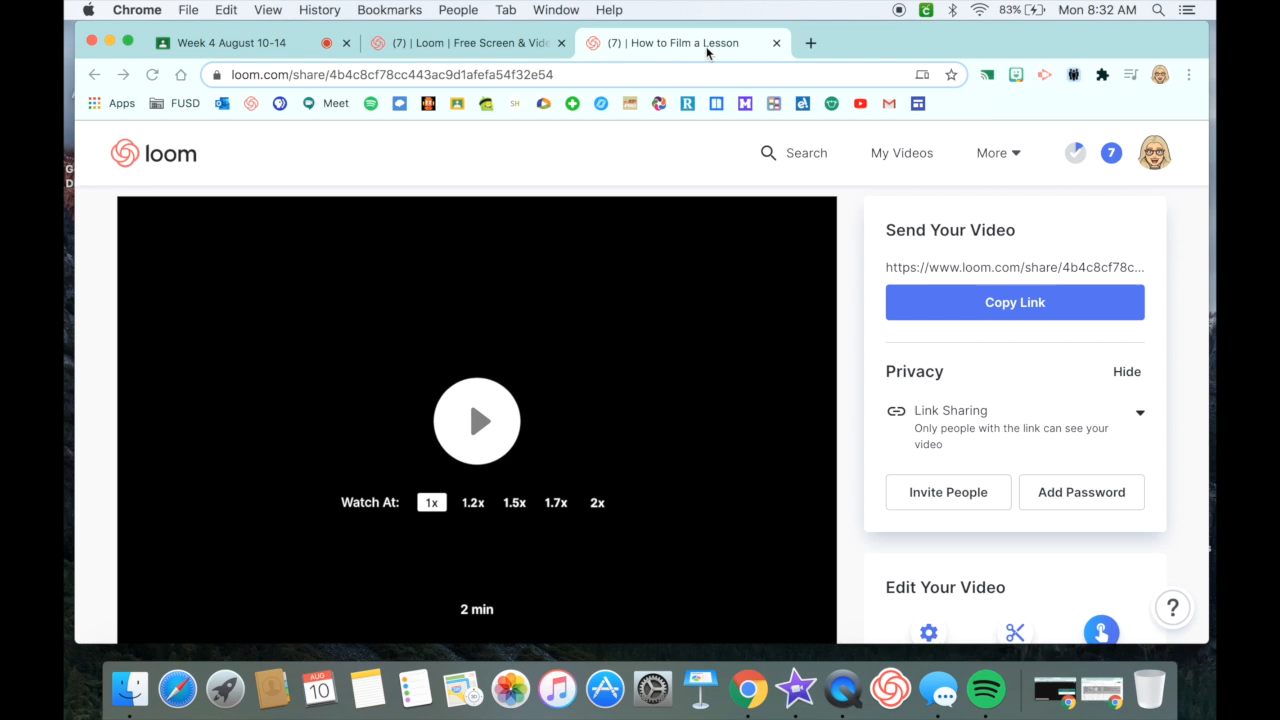 Chrome File Edit View History Bookmarks People Tab Window Help 83% Mon 8:32 AM
Week 4 August 10-14
(7) | Loom | Free Screen & Vide
(7) | How to Film a Lesson
loom.com/share/4b4c8cf78cc443ac9d1afefa54f32e54
Apps FUSD Meet SH
loom Search My Videos More 7
Send Your Video
https://www.loom.com/share/4b4c8cf78c...
Copy Link
Privacy Hide
Link Sharing
Only people with the link can see your
video
Invite People Add Password
Watch At: 1x 1.2x 1.5x 1.7x 2x
2 min
Edit Your Video
?
AUG
10